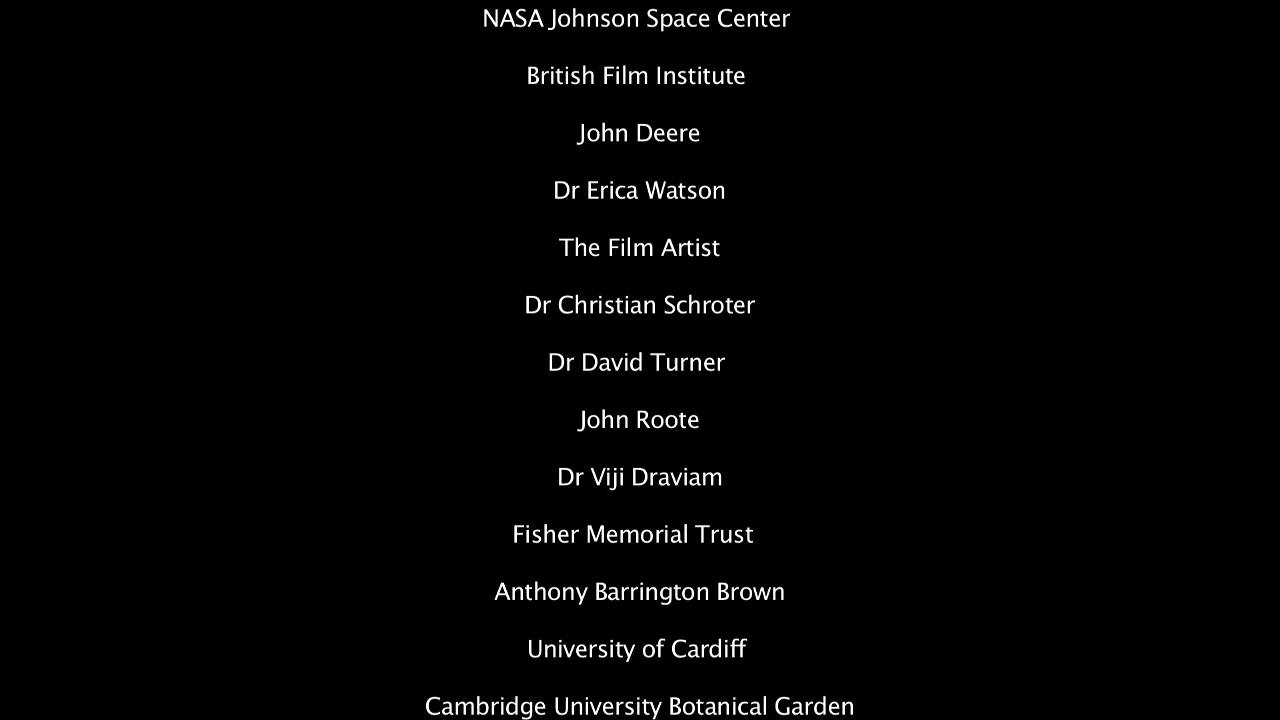 NASA Johnson Space Center
British Film Institute
John Deere
Dr Erica Watson
The Film Artist
Dr Christian Schroter
Dr David Turner
John Roote
Dr Viji Draviam
Fisher Memorial Trust
Anthony Barrington Brown
University of Cardiff
Cambridge University Botanical Garden